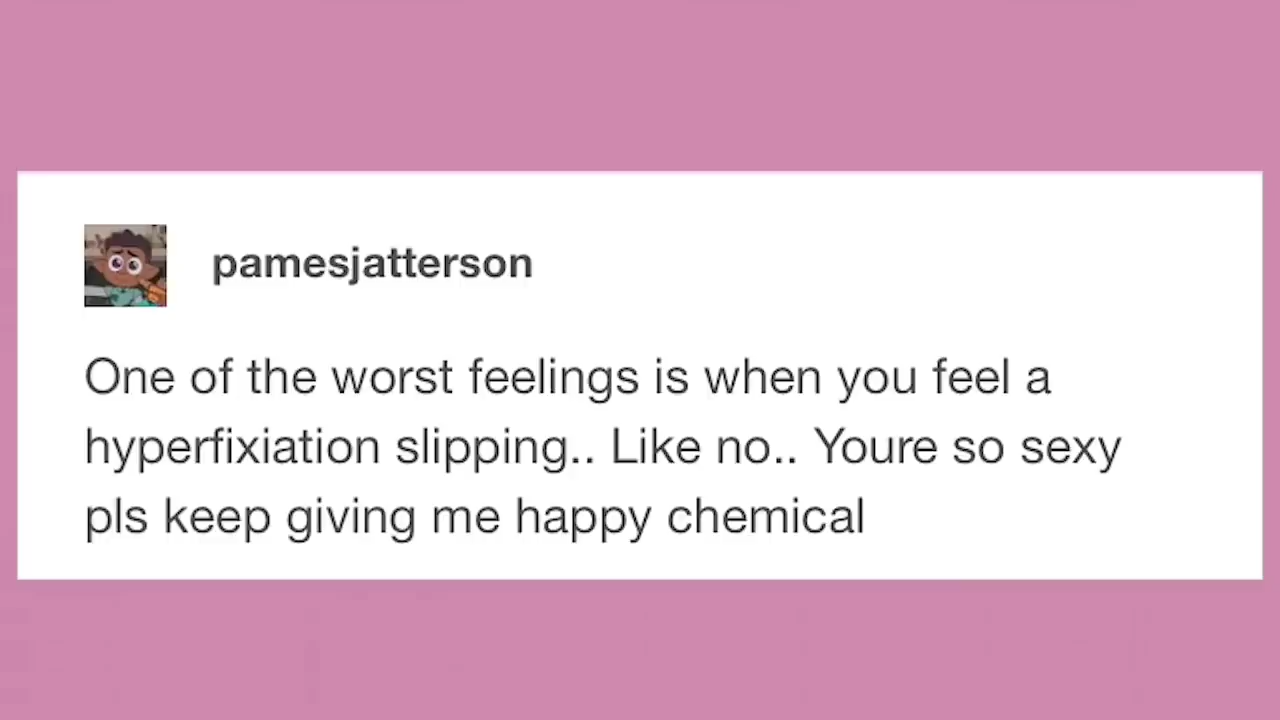 pamesjatterson
One of the worst feelings is when you feel a
hyperfixiation slipping.. Like no.. Youre so sexy
pls keep giving me happy chemical